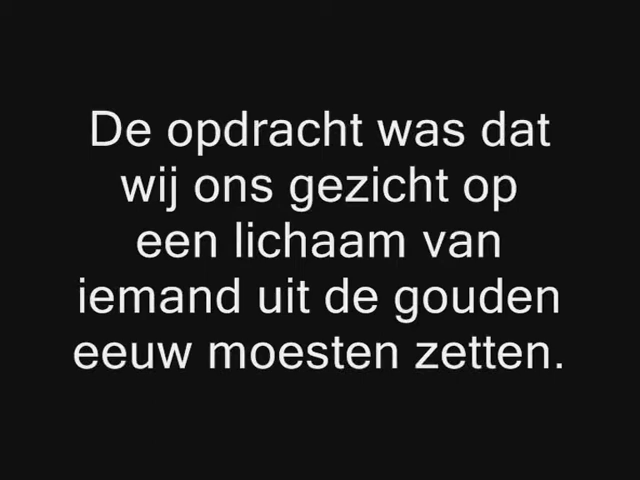 De opdracht was dat
wij ons gezicht op
een lichaam van
iemand uit de gouden
eeuw moesten zetten.